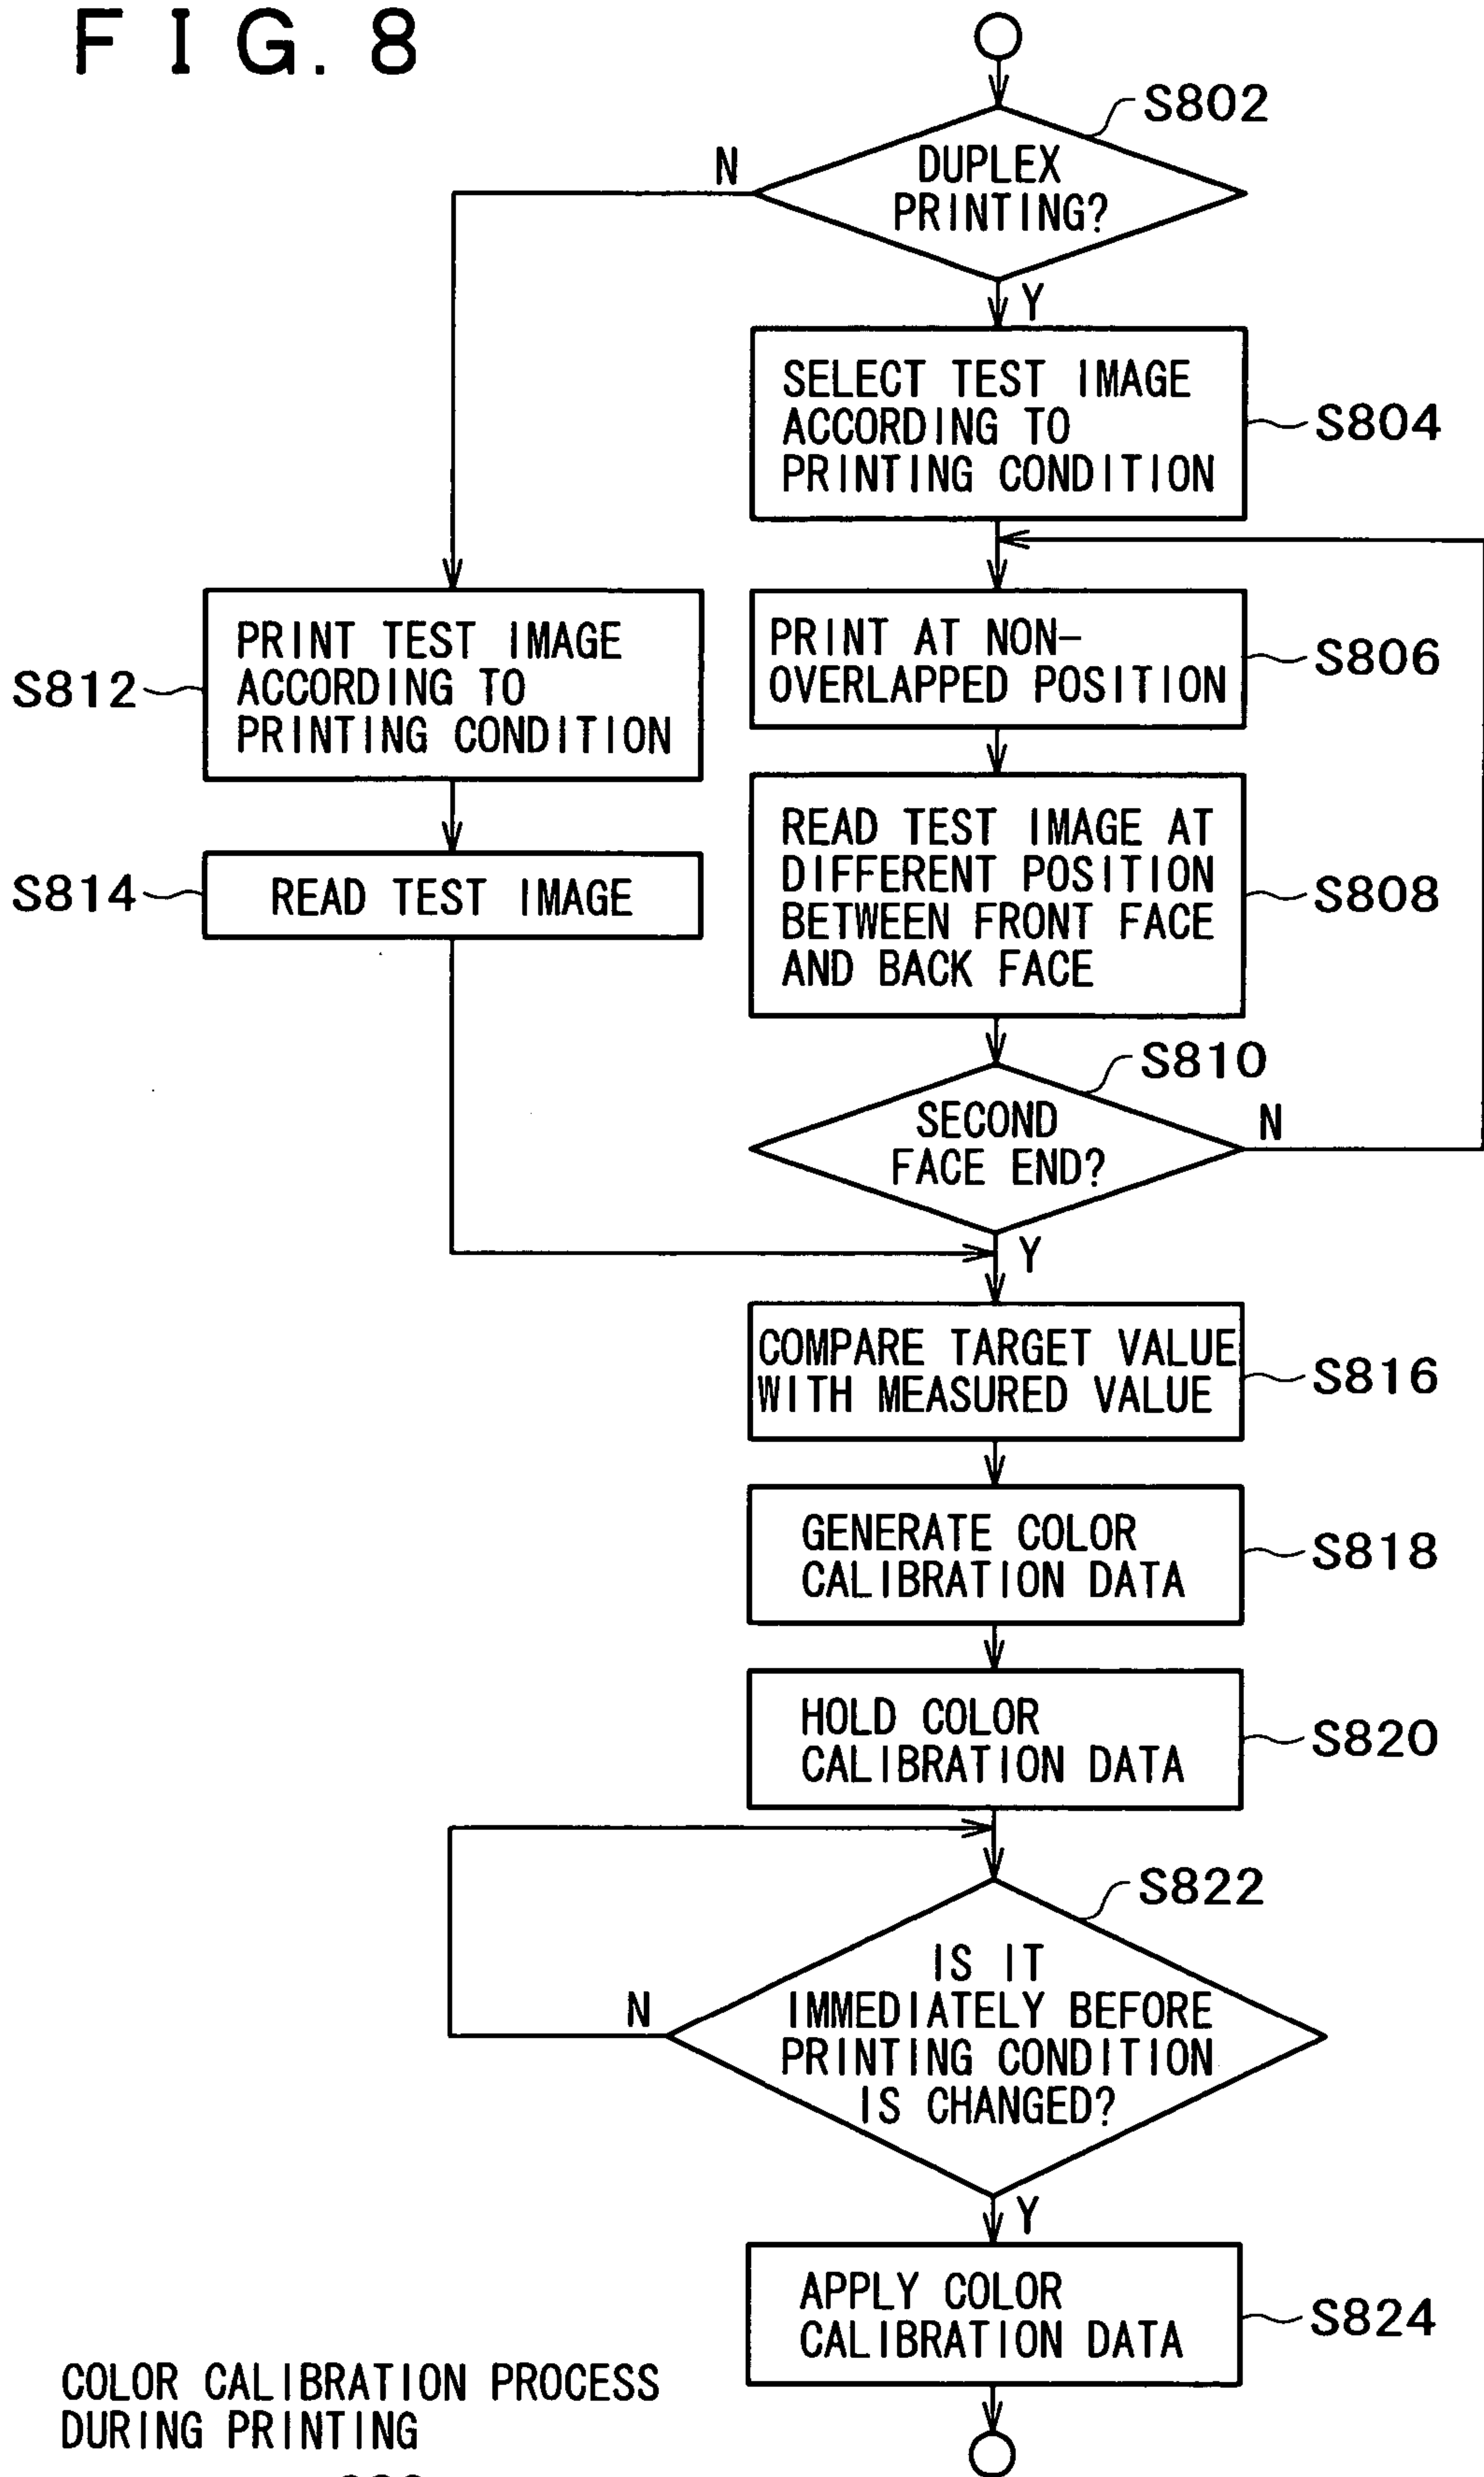 FIG. 8
S802
N
DUPLEX
PRINTING?
Y
SELECT TEST IMAGE
ACCORDING TO
PRINTING CONDITION
S804
S812
PRINT TEST IMAGE
ACCORDING TO
PRINTING CONDITION
PRINT AT NON-
OVERLAPPED POSITION
S806
S814
READ TEST IMAGE
READ TEST IMAGE AT
DIFFERENT POSITION
BETWEEN FRONT FACE
AND BACK FACE
S808
S810
SECOND
FACE END?
N
Y
COMPARE TARGET VALUE
WITH MEASURED VALUE
S816
GENERATE COLOR
CALIBRATION DATA
S818
HOLD COLOR
CALIBRATION DATA
S820
S822
IS IT
IMMEDIATELY BEFORE
PRINTING CONDITION
IS CHANGED?
N
Y
APPLY COLOR
CALIBRATION DATA
S824
COLOR CALIBRATION PROCESS
DURING PRINTING